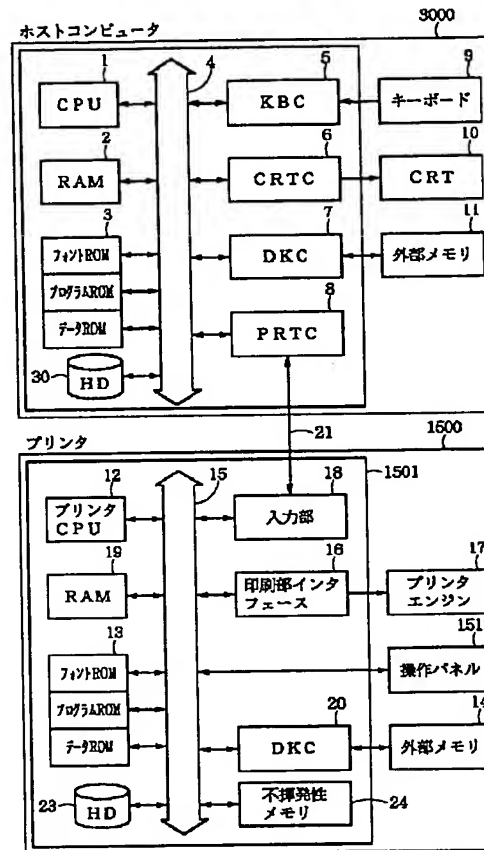 ホストコンピュータ
3000
1
4
5
9
CPU
KBC
キーボード
2
6
10
RAM
CRTC
CRT
3
7
11
フォントROM
DKC
外部メモリ
プログラムROM
8
データROM
PRTC
30
HD
21
プリンタ
1500
12
15
18
1501
プリンタ
CPU
入力部
19
16
17
RAM
印刷部インタ
フェース
プリンタ
エンジン
13
151
フォントROM
操作パネル
プログラムROM
20
14
データROM
DKC
外部メモリ
23
HD
不揮発性
メモリ
24